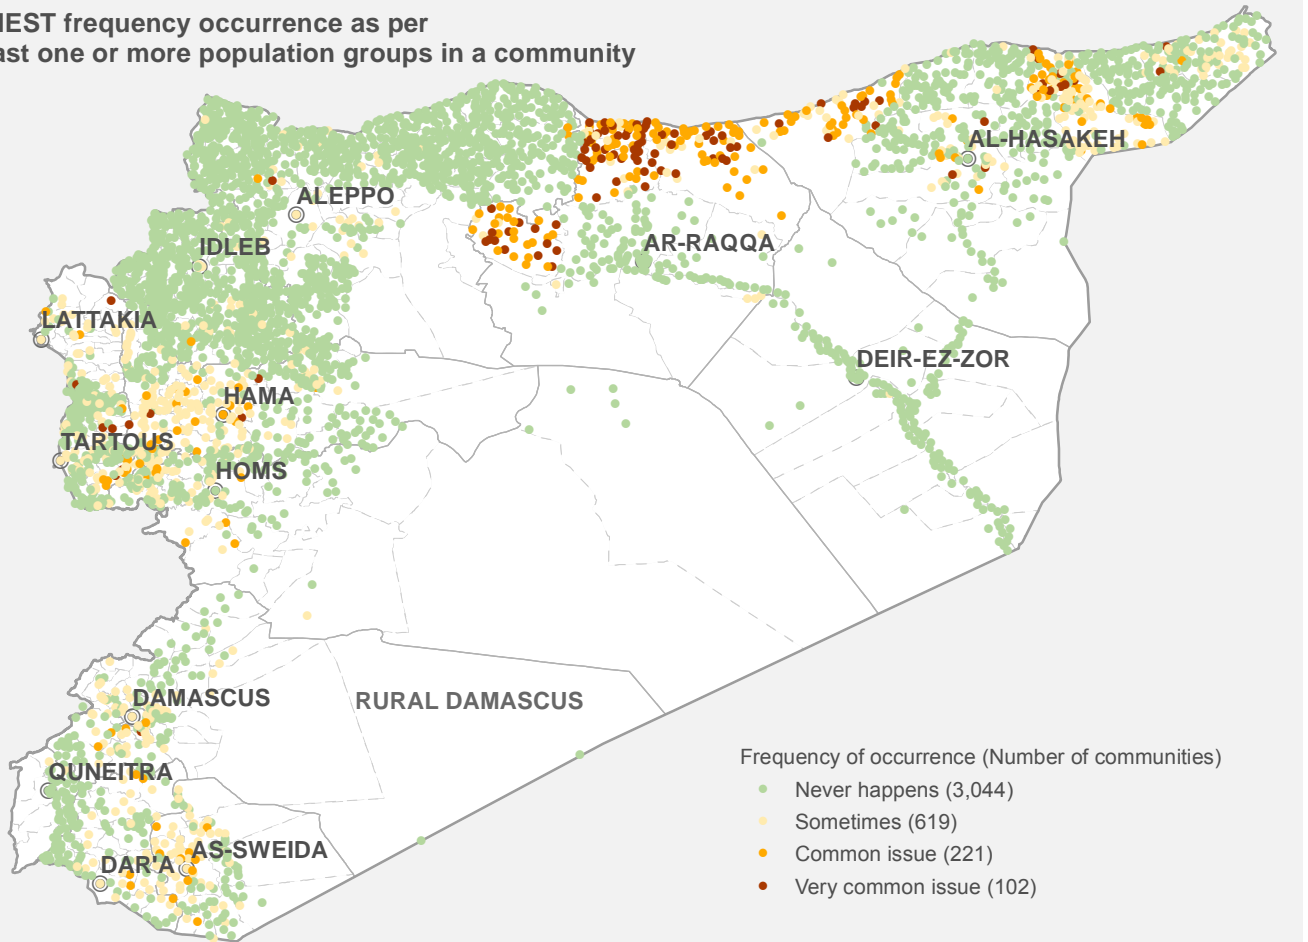 frequency occurrence as per
one or more population groups in a community
ALEPPO
AL-HASAKEH
IDLEB
AR-RAQQA
LATTAKIA
DEIR-EZ-ZOR
HAMA
TARTOUS
HOMS
DAMASCUS
RURAL DAMASCUS
QUNEITRA
DAR'A
AS-SWEIDA
Frequency of occurrence (Number of communities)
Never happens (3,044)
Sometimes (619)
Common issue (221)
Very common issue (102)